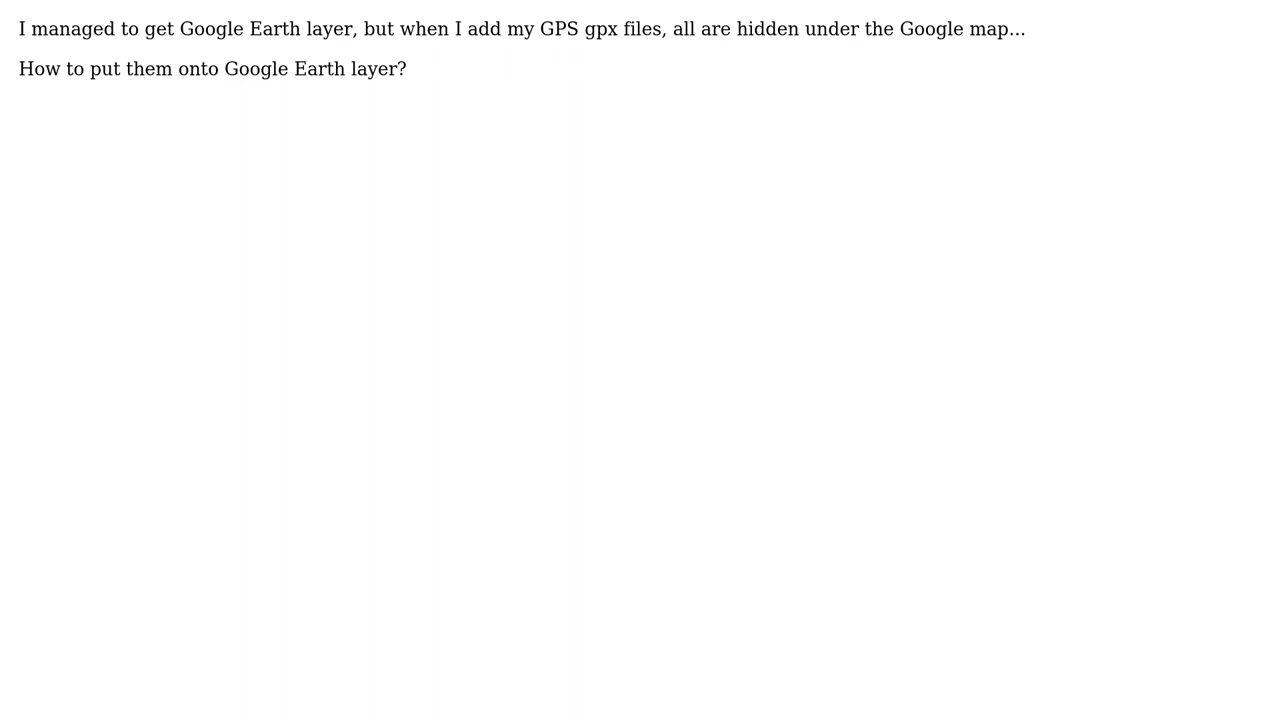 I managed to get Google Earth layer, but when I add my GPS gpx files, all are hidden under the Google map...
How to put them onto Google Earth layer?